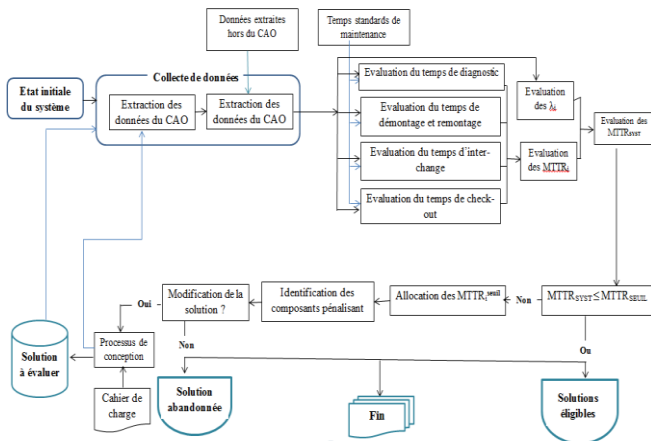 Données extraites
hors du CAO
Temps standards de
maintenance
Etat initiale
du système
Collecte de données
Extraction des
données du CAO
Extraction des
données du CAO
Evaluation du temps de diagnostic
Evaluation du temps de
démontage et remontage
Evaluation du temps d'inter-
change
Evaluation du temps de check-
out
Evaluation
des λi
Evaluation
des MTTRi
Evaluation des
MTTRSYST
Modification de la
solution ?
Identification des
composants pénalisant
Allocation des MTTRi seuil
Non
MTTRSYST≤MTTRSEUIL
Oui
Non
Ou
Processus de
conception
Solution
à évaluer
Cahier de
charge
Solution
abandonnée
Fin
Solutions
éligibles